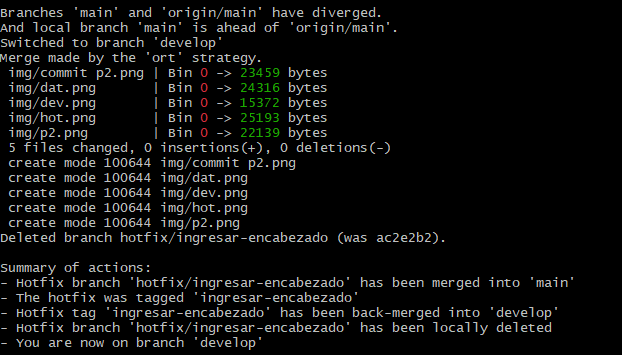 Branches 'main' and 'origin/main' have diverged.
And local branch 'main' is ahead of 'origin/main'.
Switched to branch 'develop'
Merge made by the 'ort' strategy.
 img/commit p2.png | Bin 0 -> 23459 bytes
 img/dat.png       | Bin 0 -> 24316 bytes
 img/dev.png       | Bin 0 -> 15372 bytes
 img/hot.png       | Bin 0 -> 25193 bytes
 img/p2.png        | Bin 0 -> 22139 bytes
 5 files changed, 0 insertions(+), 0 deletions(-)
 create mode 100644 img/commit p2.png
 create mode 100644 img/dat.png
 create mode 100644 img/dev.png
 create mode 100644 img/hot.png
 create mode 100644 img/p2.png
Deleted branch hotfix/ingresar-encabezado (was ac2e2b2).

Summary of actions:
- Hotfix branch 'hotfix/ingresar-encabezado' has been merged into 'main'
- The hotfix was tagged 'ingresar-encabezado'
- Hotfix tag 'ingresar-encabezado' has been back-merged into 'develop'
- Hotfix branch 'hotfix/ingresar-encabezado' has been locally deleted
- You are now on branch 'develop'